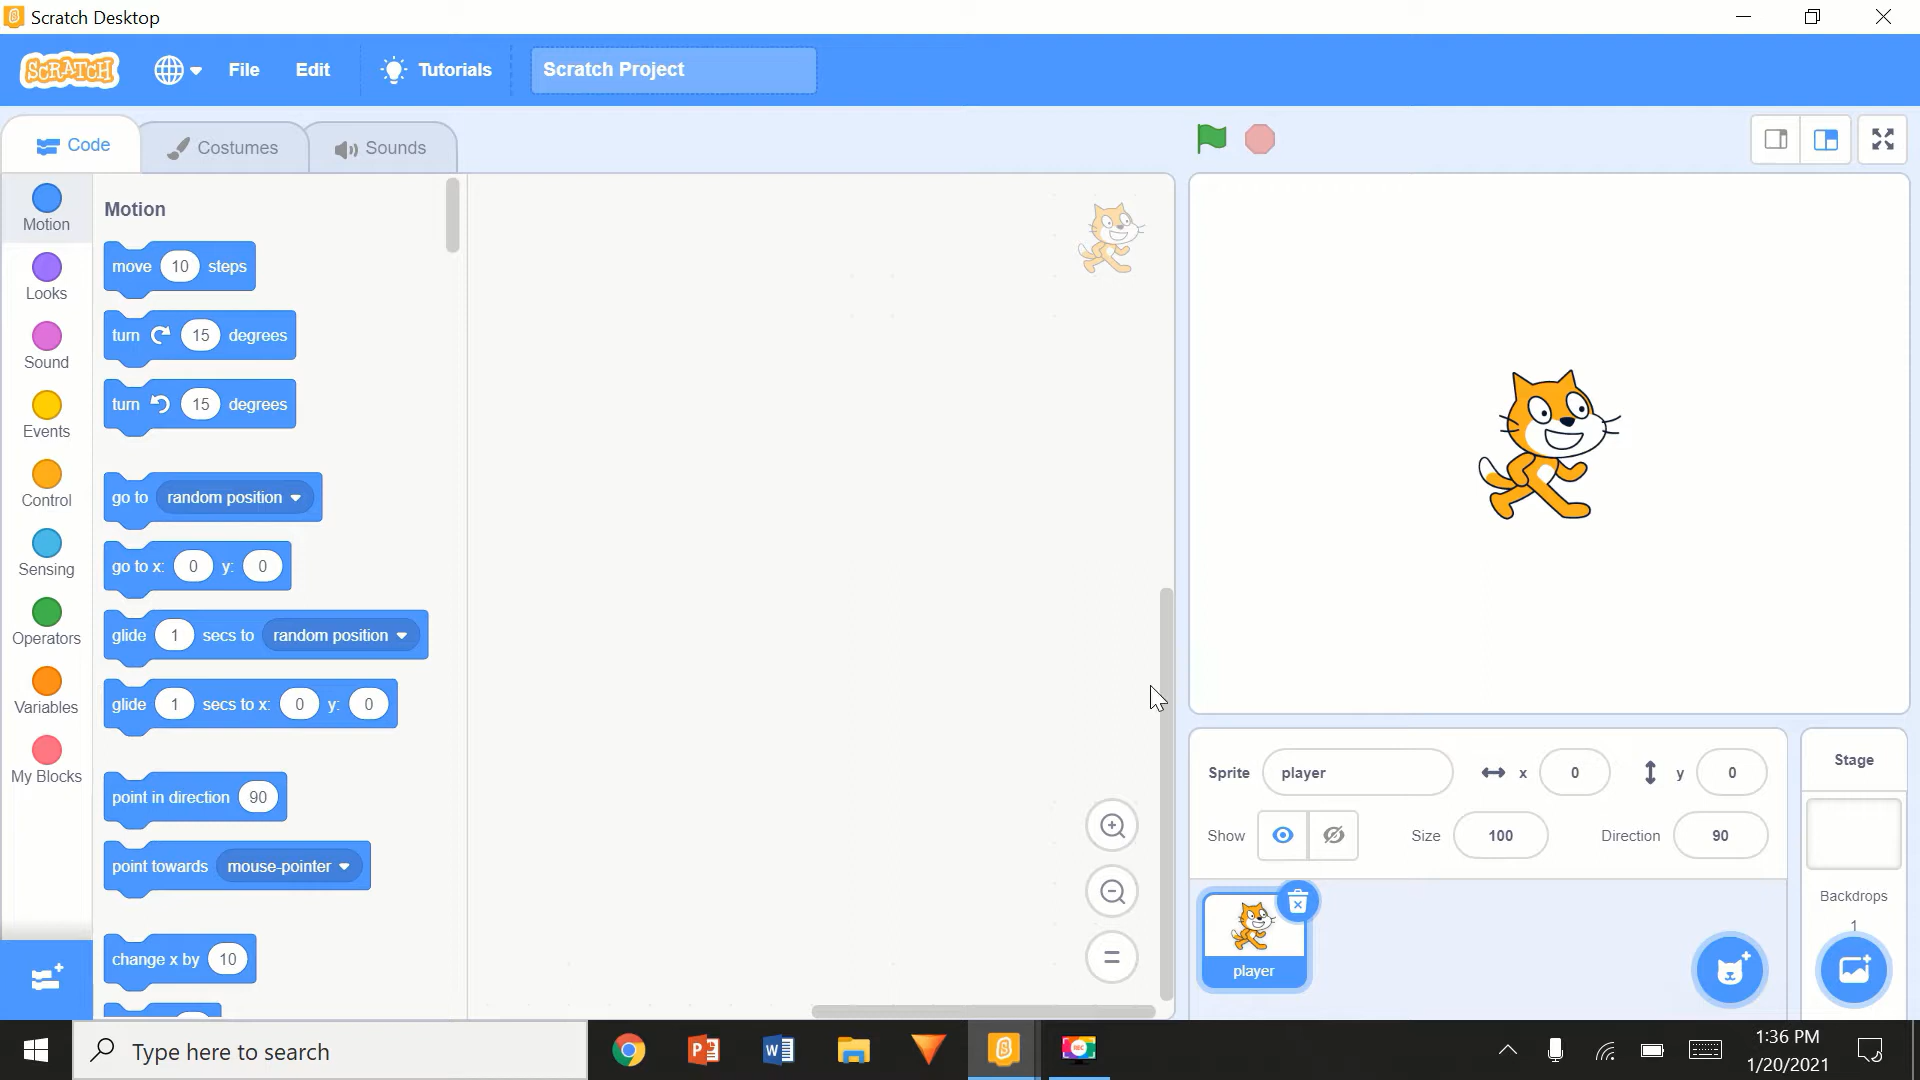 Scratch Desktop
SCRATCH File Edit Tutorials Scratch Project
Code Costumes Sounds
Motion
Looks
Sound
Events
Control
Sensing
Operators
Variables
My Blocks
Motion
move 10 steps
turn 15 degrees
turn 15 degrees
go to random position
go to x: 0 y: 0
glide 1 secs to random position
glide 1 secs to x: 0 y: 0
point in direction 90
point towards mouse-pointer
change x by 10
Sprite player x 0 y 0
Show Size 100 Direction 90
player
Stage
Backdrops
1
Type here to search
1:36 PM
1/20/2021